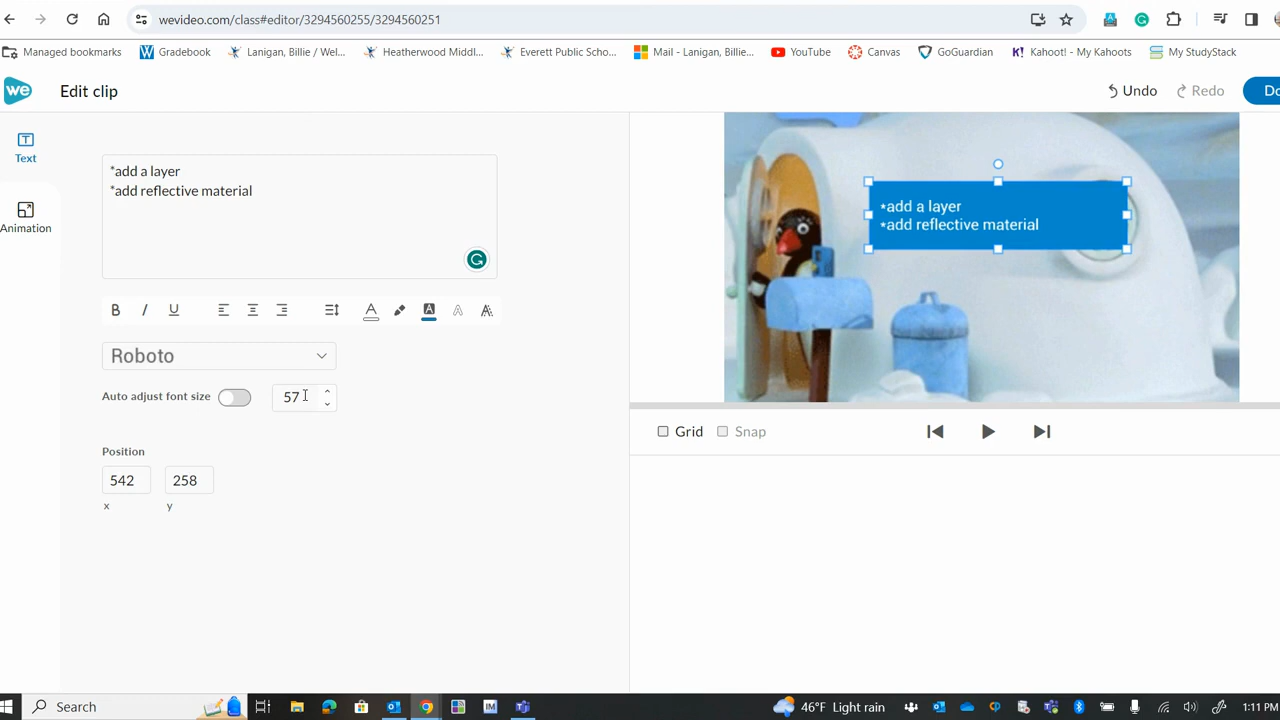 wevideo.com/class#editor/3294560255/3294560251
Managed bookmarks
Gradebook
Lanigan, Billie / Wel...
Heatherwood Middl...
Everett Public Scho...
Mail - Lanigan, Billie...
YouTube
Canvas
GoGuardian
K! Kahoot! - My Kahoots
My StudyStack
we
Edit clip
Undo
Redo
Do
Text
Animation
*add a layer
*add reflective material
*add a layer
*add reflective material
B I U A A A A
Roboto
Auto adjust font size
57
Position
542 258
x y
Grid
Snap
Search
IM
46°F Light rain
1:11 PM